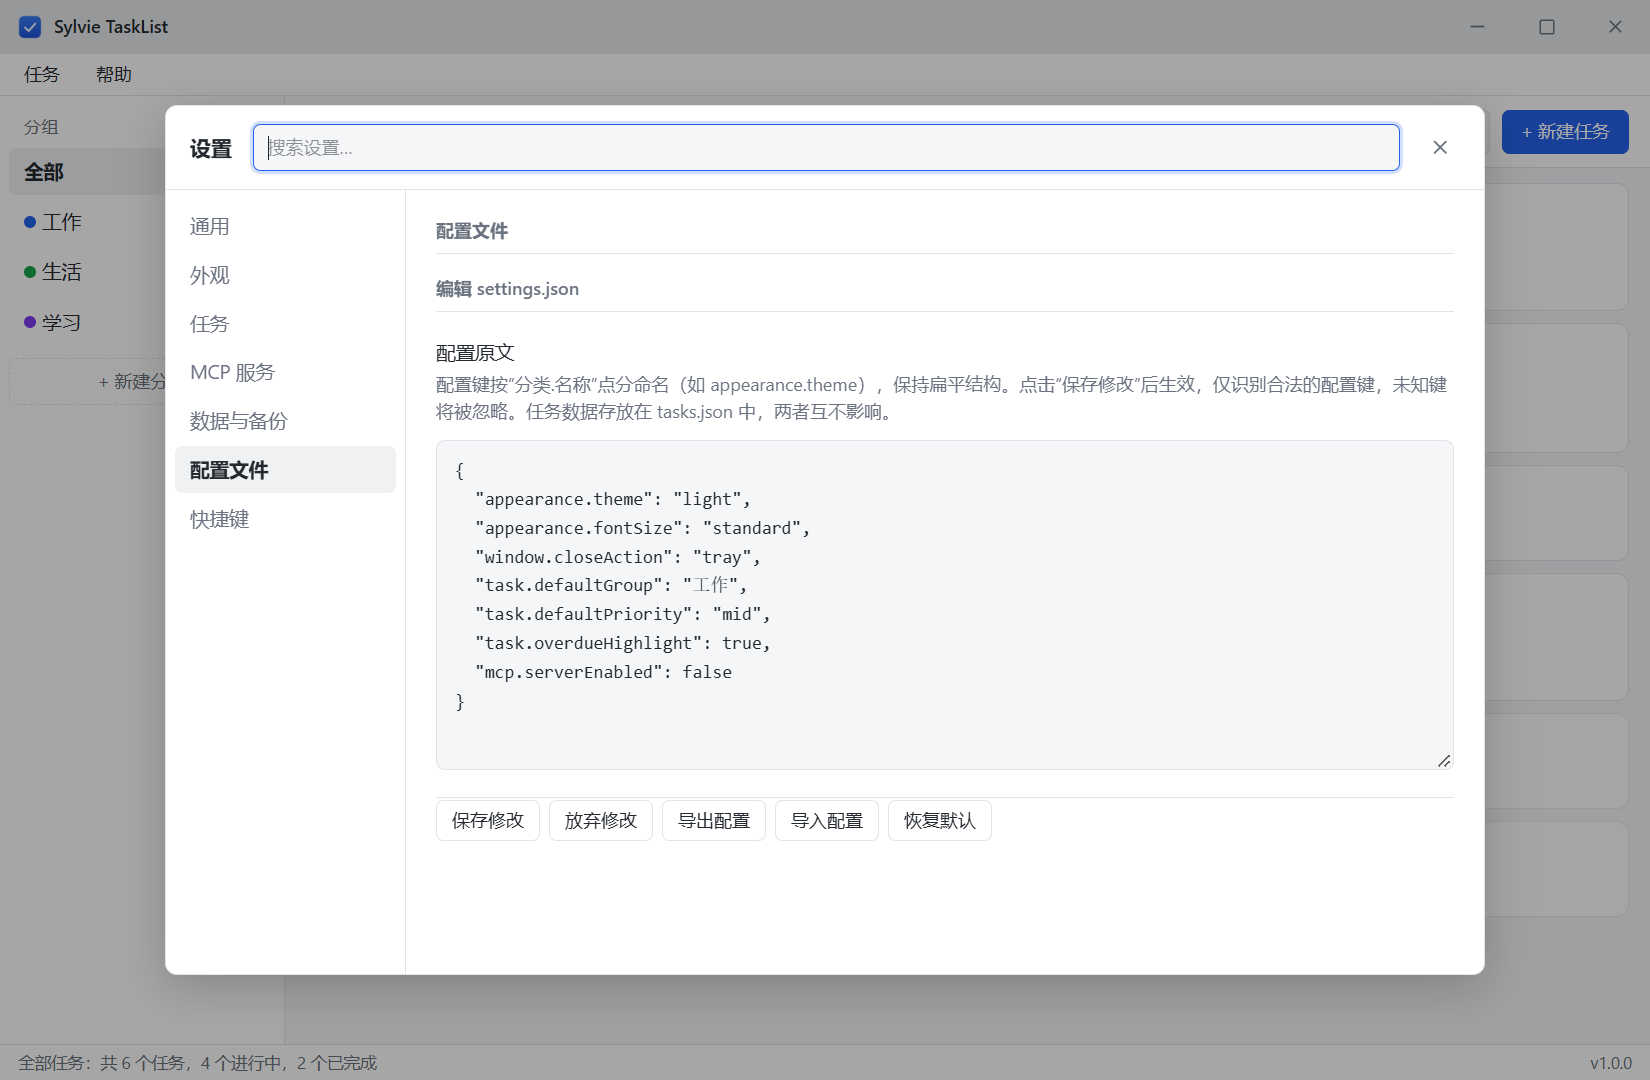 Sylvie TaskList
任务 帮助
分组
全部
工作
生活
学习
+ 新建分
+ 新建任务
设置
搜索设置...
通用
外观
任务
MCP 服务
数据与备份
配置文件
快捷键
配置文件
编辑 settings.json
配置原文
配置键按“分类.名称”点分命名（如 appearance.theme），保持扁平结构。点击“保存修改”后生效，仅识别合法的配置键，未知键
将被忽略。任务数据存放在 tasks.json 中，两者互不影响。
{
  "appearance.theme": "light",
  "appearance.fontSize": "standard",
  "window.closeAction": "tray",
  "task.defaultGroup": "工作",
  "task.defaultPriority": "mid",
  "task.overdueHighlight": true,
  "mcp.serverEnabled": false
}
保存修改 放弃修改 导出配置 导入配置 恢复默认
全部任务：共 6 个任务，4 个进行中，2 个已完成
v1.0.0